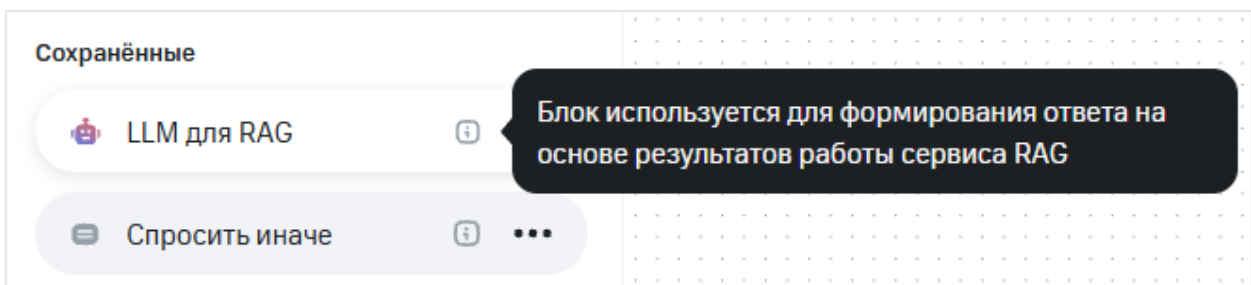 Сохранённые
LLM для RAG
Блок используется для формирования ответа на
основе результатов работы сервиса RAG
Спросить иначе